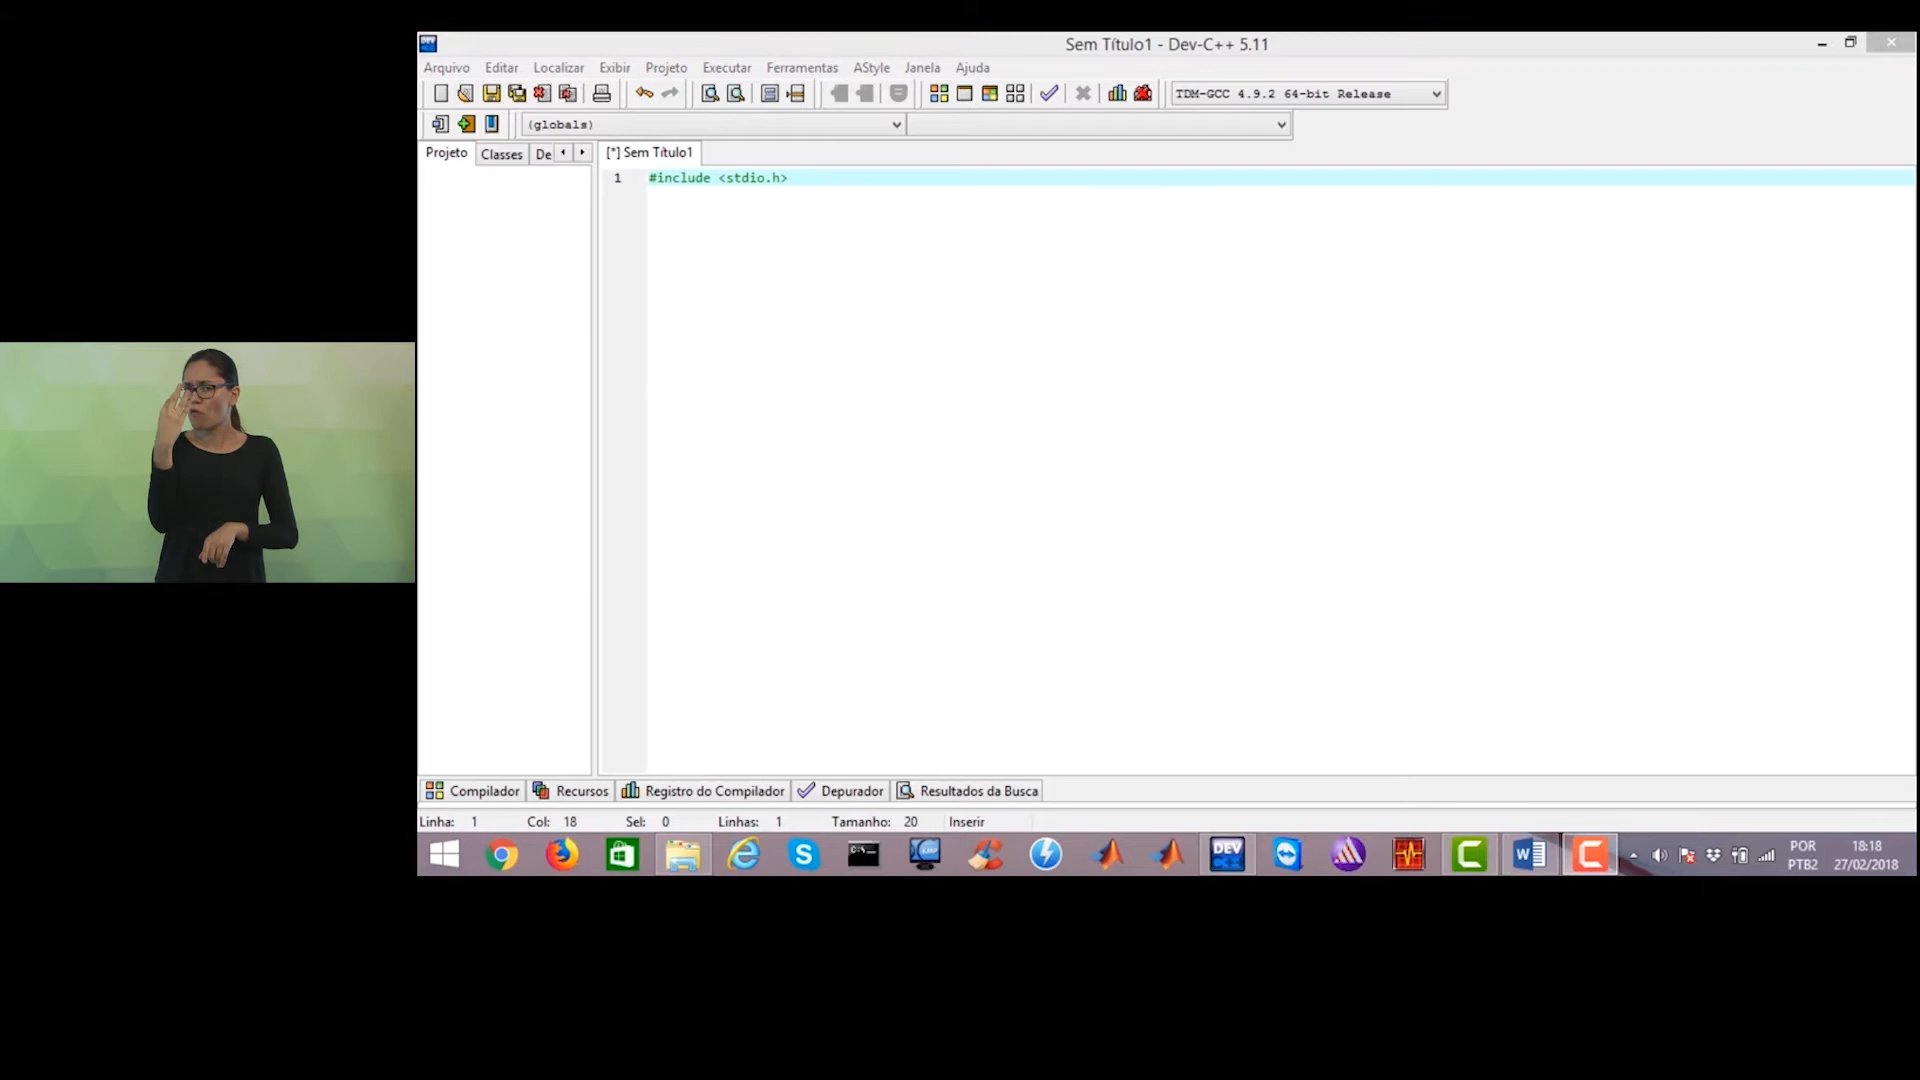 Sem Título1 - Dev-C++ 5.11
Arquivo Editar Localizar Exibir Projeto Executar Ferramentas AStyle Janela Ajuda
TDM-GCC 4.9.2 64-bit Release
(globals)
Projeto Classes De [*] Sem Título1
1 #include <stdio.h>
Compilador Recursos Registro do Compilador Depurador Resultados da Busca
Linha: 1 Col: 18 Sel: 0 Linhas: 1 Tamanho: 20 Inserir
POR 18:18
PTB2 27/02/2018